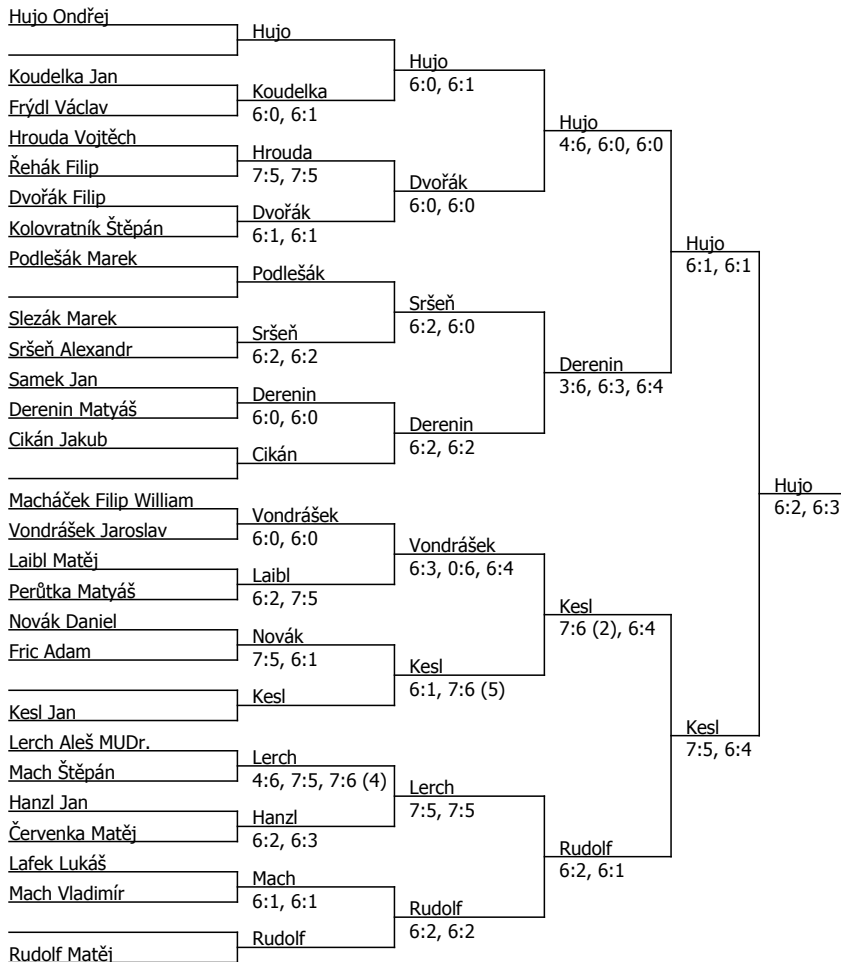 Hujo Ondřej
Koudelka Jan
Frýdl Václav
Hrouda Vojtěch
Řehák Filip
Dvořák Filip
Kolovratník Štěpán
Podlešák Marek
Slezák Marek
Sršeň Alexandr
Samek Jan
Derenin Matyáš
Cikán Jakub
Macháček Filip William
Vondrášek Jaroslav
Laibl Matěj
Perůtka Matyáš
Novák Daniel
Fric Adam
Kesl Jan
Lerch Aleš MUDr.
Mach Štěpán
Hanzl Jan
Červenka Matěj
Lafek Lukáš
Mach Vladimír
Rudolf Matěj
Hujo
Koudelka
6:0, 6:1
Hrouda
7:5, 7:5
Dvořák
6:1, 6:1
Podlešák
Sršeň
6:2, 6:2
Derenin
6:0, 6:0
Cikán
Vondrášek
6:0, 6:0
Laibl
6:2, 7:5
Novák
7:5, 6:1
Kesl
Lerch
4:6, 7:5, 7:6 (4)
Hanzl
6:2, 6:3
Mach
6:1, 6:1
Rudolf
Hujo
6:0, 6:1
Dvořák
6:0, 6:0
Sršeň
6:2, 6:0
Derenin
6:2, 6:2
Vondrášek
6:3, 0:6, 6:4
Kesl
6:1, 7:6 (5)
Lerch
7:5, 7:5
Rudolf
6:2, 6:2
Hujo
4:6, 6:0, 6:0
Derenin
3:6, 6:3, 6:4
Kesl
7:6 (2), 6:4
Rudolf
6:2, 6:1
Hujo
6:1, 6:1
Kesl
7:5, 6:4
Hujo
6:2, 6:3